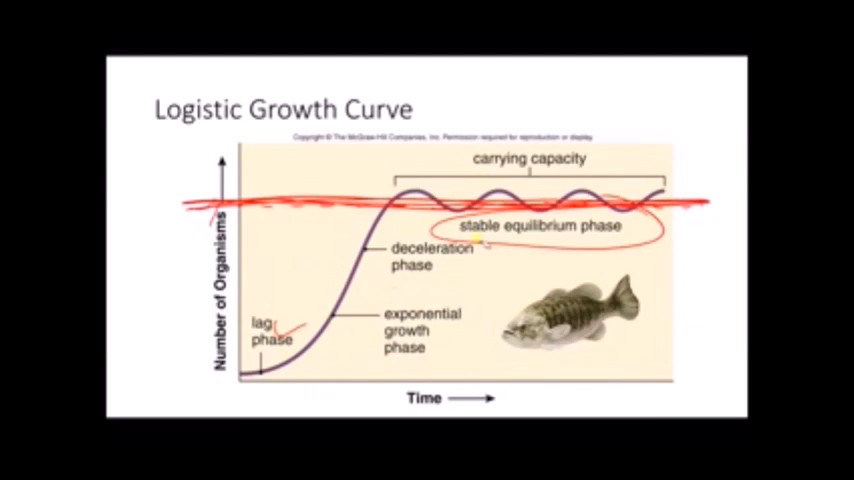 Logistic Growth Curve
Copyright © The McGraw-Hill Companies, Inc. Permission required for reproduction or display.
carrying capacity
stable equilibrium phase
deceleration
phase
exponential
growth
phase
lag
phase
Number of Organisms
Time